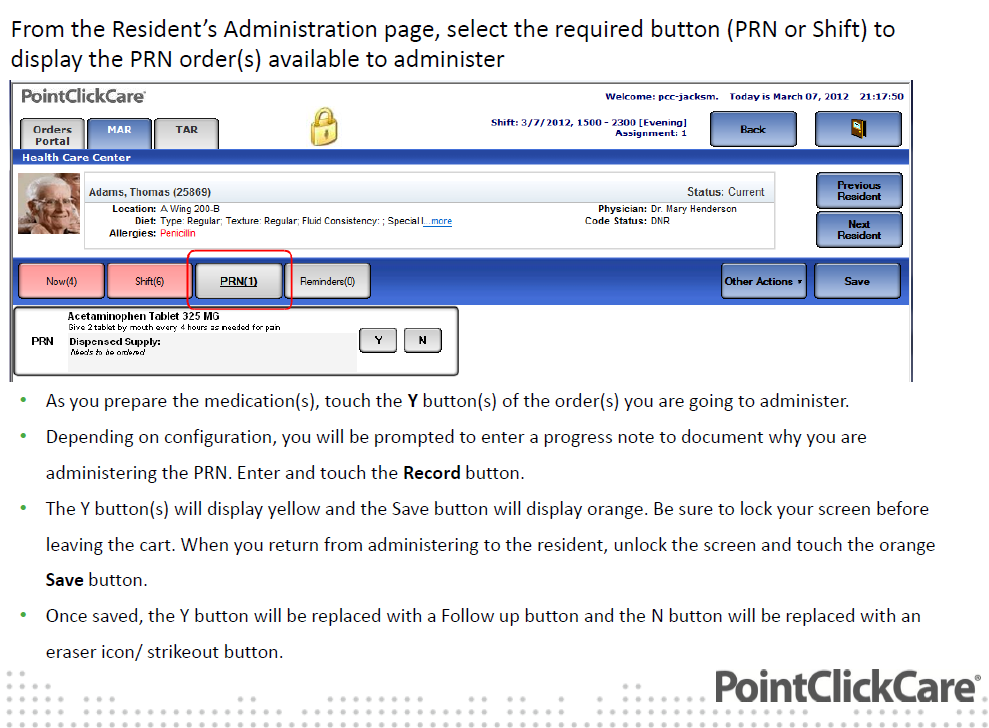 From the Resident’s Administration page, select the required button (PRN or Shift) to
display the PRN order(s) available to administer
PointClickCare
Welcome: pcc-jacksm. Today is March 07, 2012 21:17:50
Orders
Portal
MAR
TAR
Shift: 3/7/2012, 1500 - 2300 [Evening]
Assignment: 1
Back
Health Care Center
Adams, Thomas (25869)
Status: Current
Location: A Wing 200-B
Physician: Dr. Mary Henderson
Diet: Type: Regular; Texture: Regular; Fluid Consistency: ; Special I...more
Code Status: DNR
Allergies: Penicillin
Previous
Resident
Next
Resident
Now(4)
Shift(6)
PRN(1)
Reminders(0)
Other Actions
Save
Acetaminophen Tablet 325 MG
Give 2 tablet by mouth every 4 hours as needed for pain
PRN
Dispensed Supply:
Needs to be ordered
Y
N
• As you prepare the medication(s), touch the Y button(s) of the order(s) you are going to administer.
• Depending on configuration, you will be prompted to enter a progress note to document why you are
administering the PRN. Enter and touch the Record button.
• The Y button(s) will display yellow and the Save button will display orange. Be sure to lock your screen before
leaving the cart. When you return from administering to the resident, unlock the screen and touch the orange
Save button.
• Once saved, the Y button will be replaced with a Follow up button and the N button will be replaced with an
eraser icon/ strikeout button.
PointClickCare®